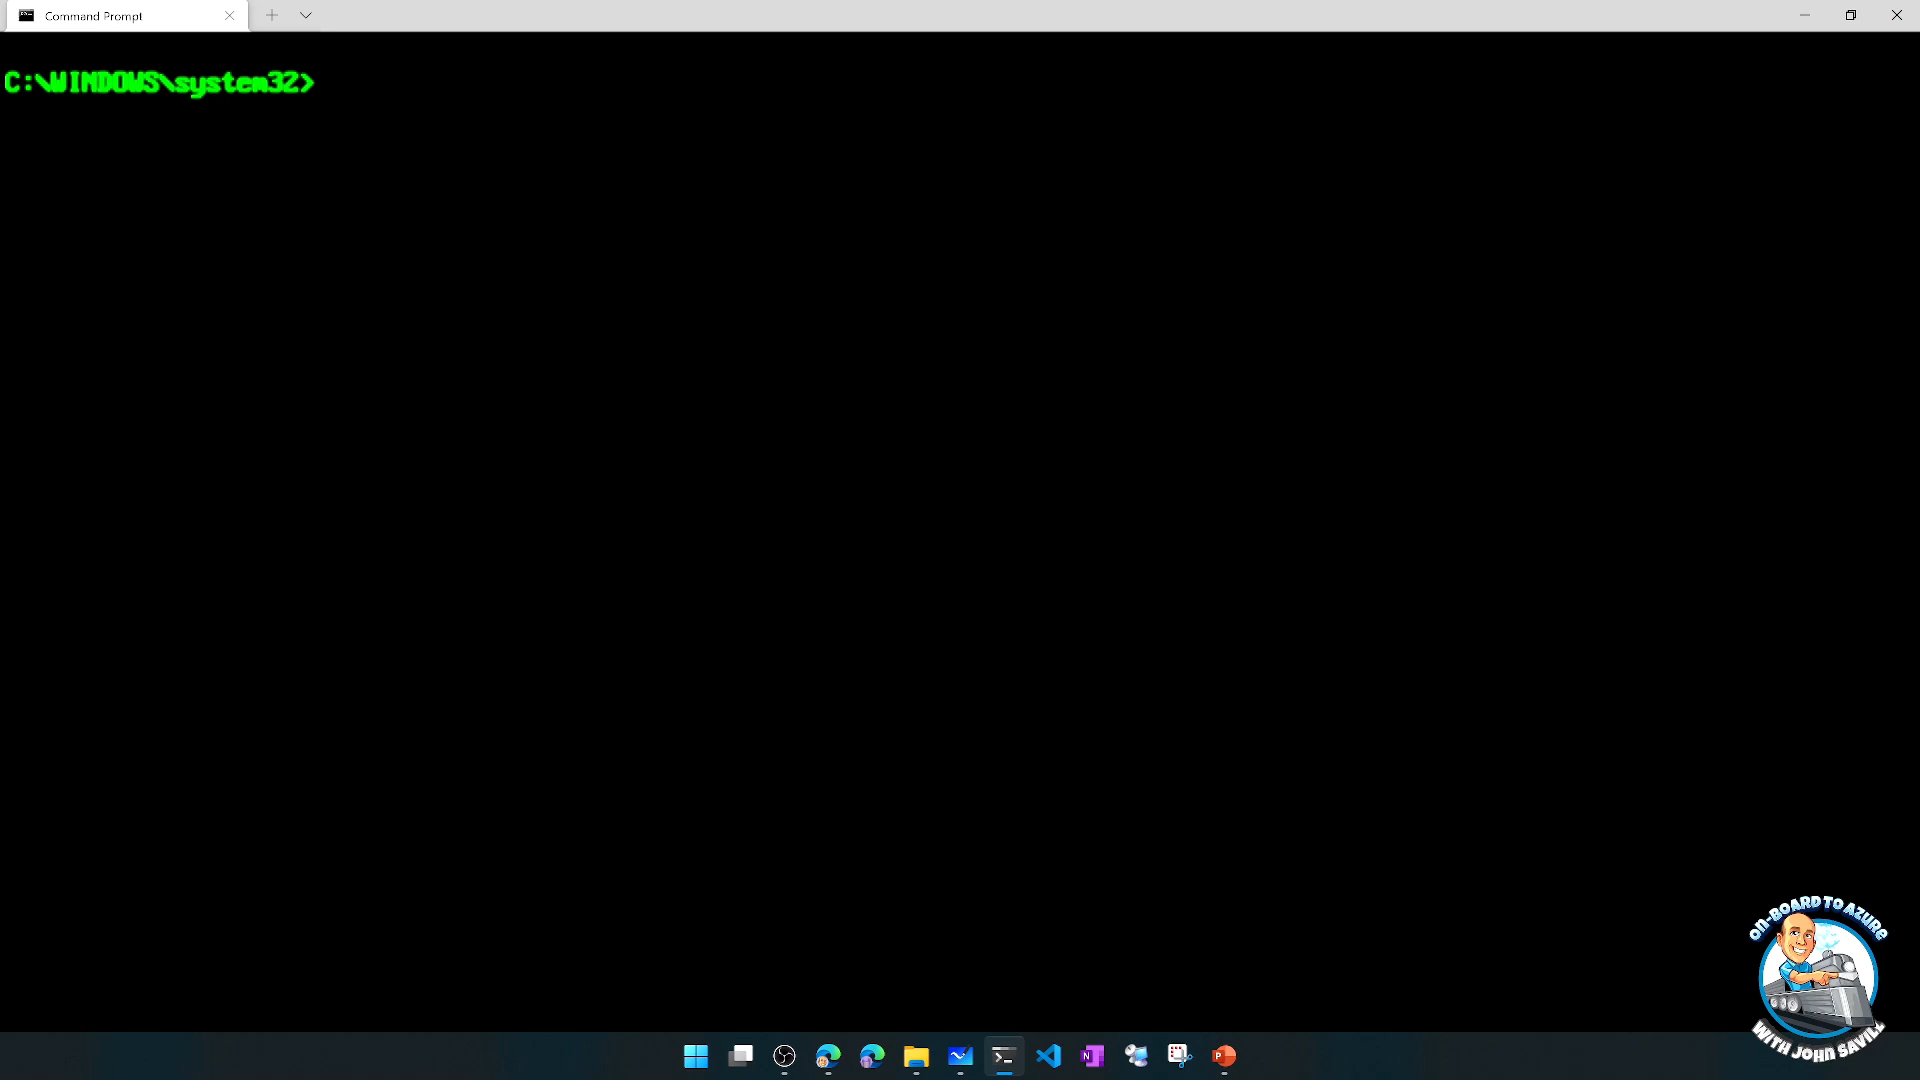 Command Prompt
C:\WINDOWS\system32>
ON-BOARD TO AZURE
WITH JOHN SAVILL